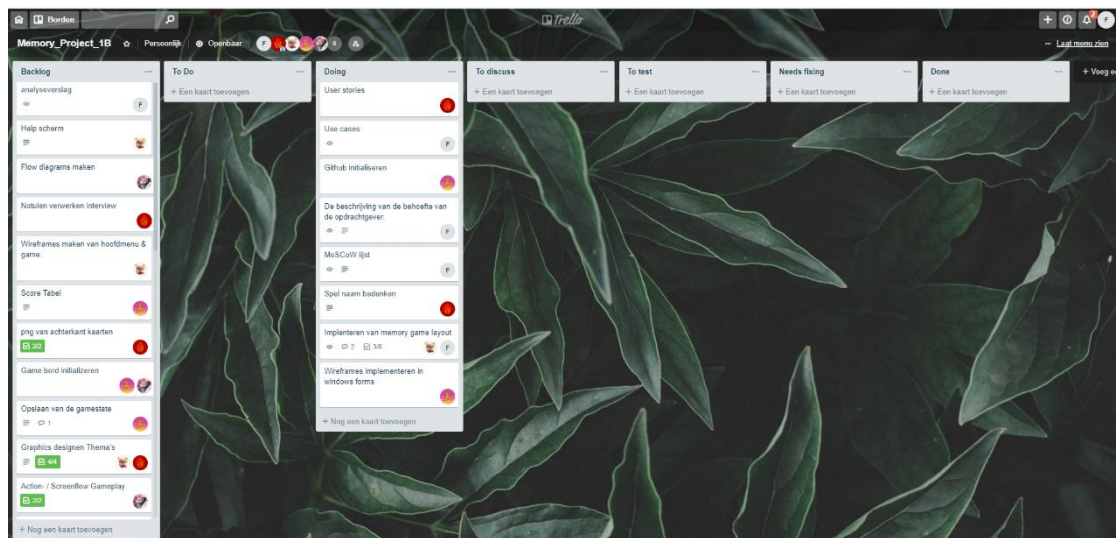 Borden
Trello
2
F
Memory_Project_1B
Persoonlijk
Openbaar
F
6
Laat menu zien
Backlog
analyseverslag
F
Help scherm
Flow diagrams maken
Notulen verwerken interview
Wireframes maken van hoofdmenu &
game.
Score Tabel
png van achterkant kaarten
2/2
Game bord initializeren
Opslaan van de gamestate
1
Graphics designen Thema's
4/4
Action- / Screenflow Gameplay
2/2
+ Nog een kaart toevoegen
To Do
+ Een kaart toevoegen
Doing
User stories
Use cases
F
Github initialiseren
De beschrijving van de behoefte van
de opdrachtgever.
F
MoSCoW lijst
F
Spel naam bedenken
Implenteren van memory game layout
2 3/8
F
Wireframes implementeren in
windows forms
+ Nog een kaart toevoegen
To discuss
+ Een kaart toevoegen
To test
+ Een kaart toevoegen
Needs fixing
+ Een kaart toevoegen
Done
+ Een kaart toevoegen
+ Voeg ee